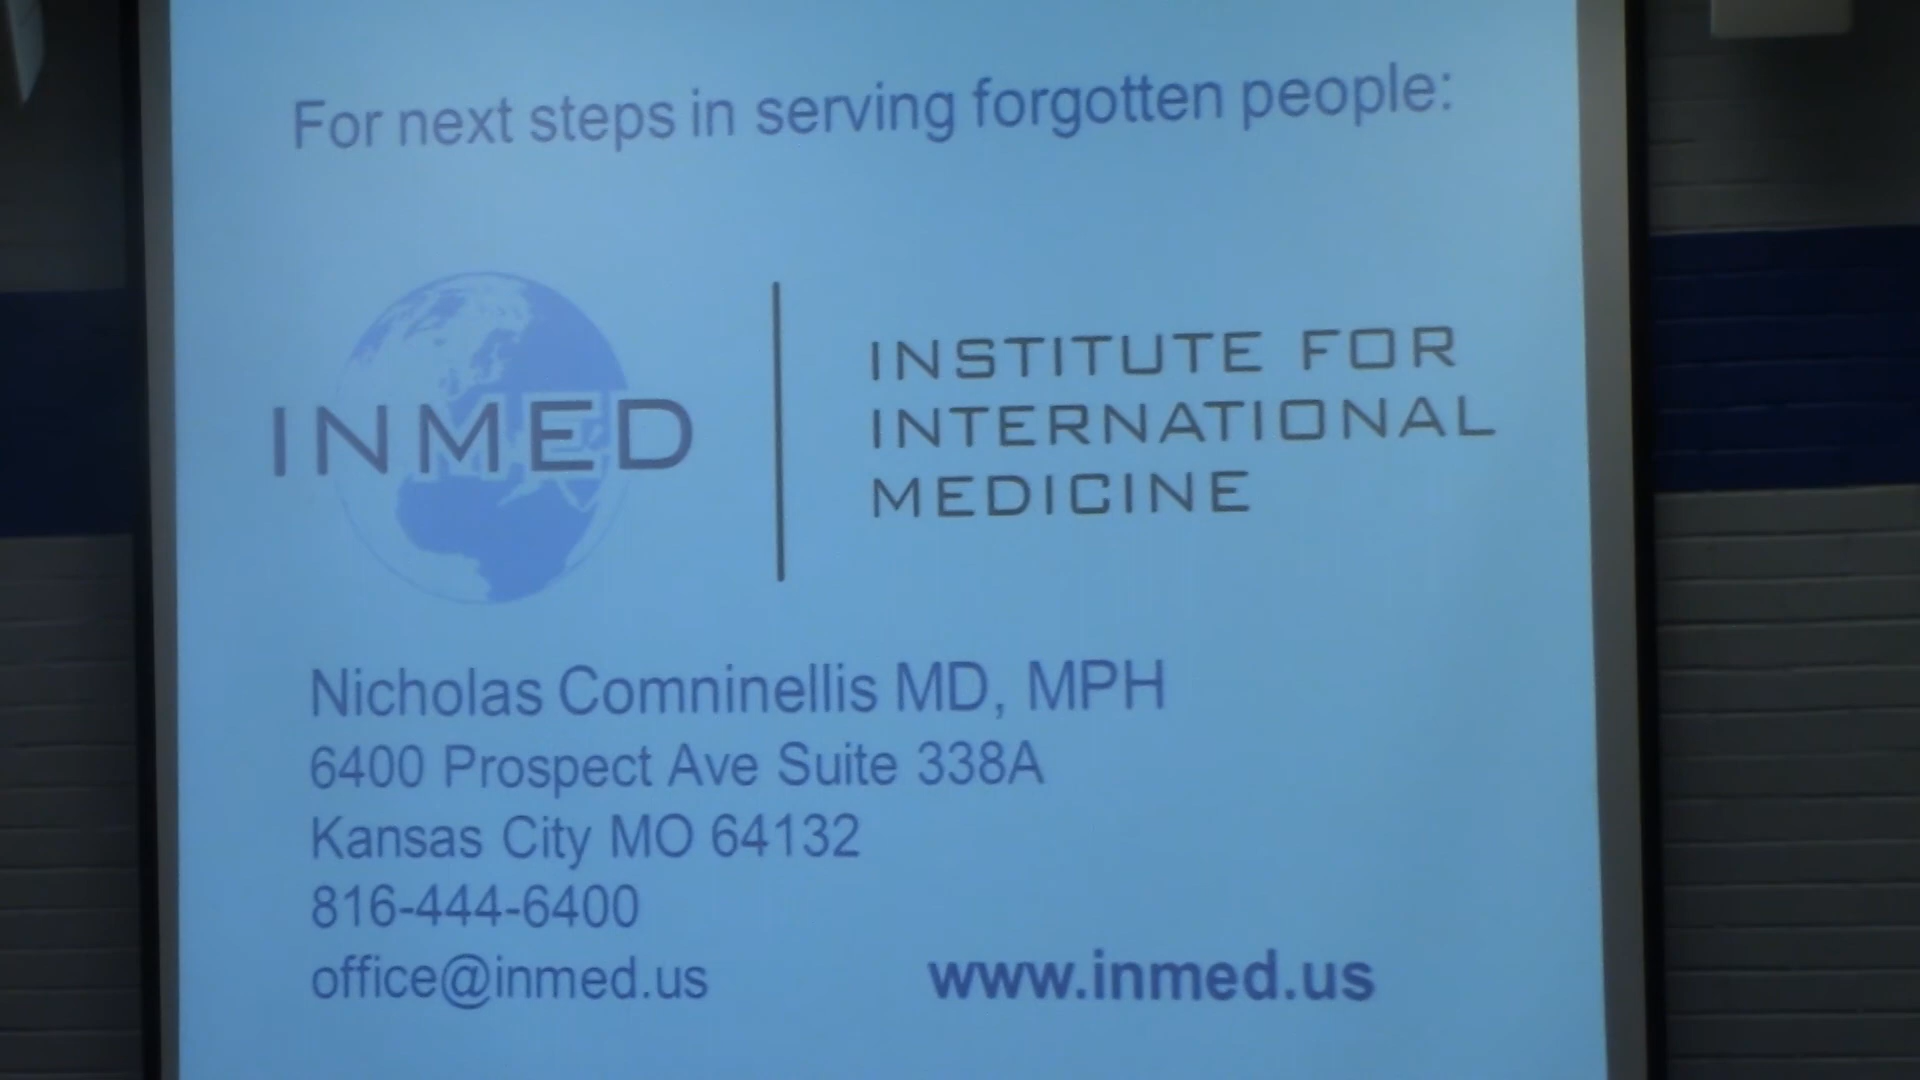 For next steps in serving forgotten people:
INMED
INSTITUTE FOR
INTERNATIONAL
MEDICINE
Nicholas Comninellis MD, MPH
6400 Prospect Ave Suite 338A
Kansas City MO 64132
816-444-6400
office@inmed.us
www.inmed.us